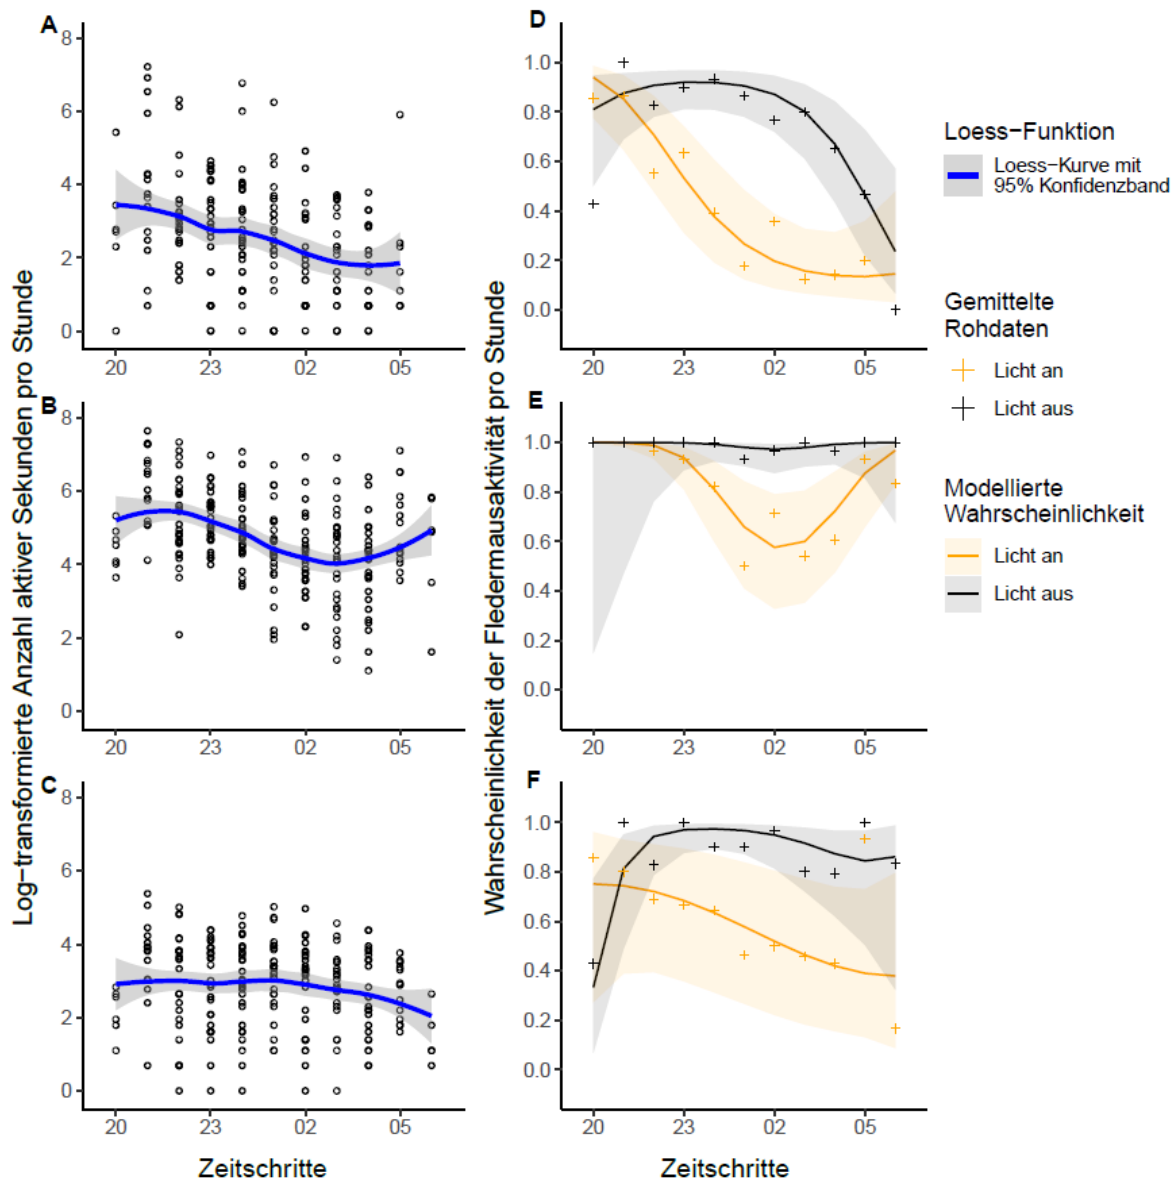 A
8
6
4
2
0
20
23
02
05
B
8
6
4
2
0
20
23
02
05
C
8
6
4
2
0
20
23
02
05
Zeitschritte
Log−transformierte Anzahl aktiver Sekunden pro Stunde
D
1.0
0.8
0.6
0.4
0.2
0.0
20
23
02
05
E
1.0
0.8
0.6
0.4
0.2
0.0
20
23
02
05
F
1.0
0.8
0.6
0.4
0.2
0.0
20
23
02
05
Zeitschritte
Wahrscheinlichkeit der Fledermausaktivität pro Stunde
Loess−Funktion
Loess−Kurve mit
95% Konfidenzband
Gemittelte
Rohdaten
Licht an
Licht aus
Modellierte
Wahrscheinlichkeit
Licht an
Licht aus